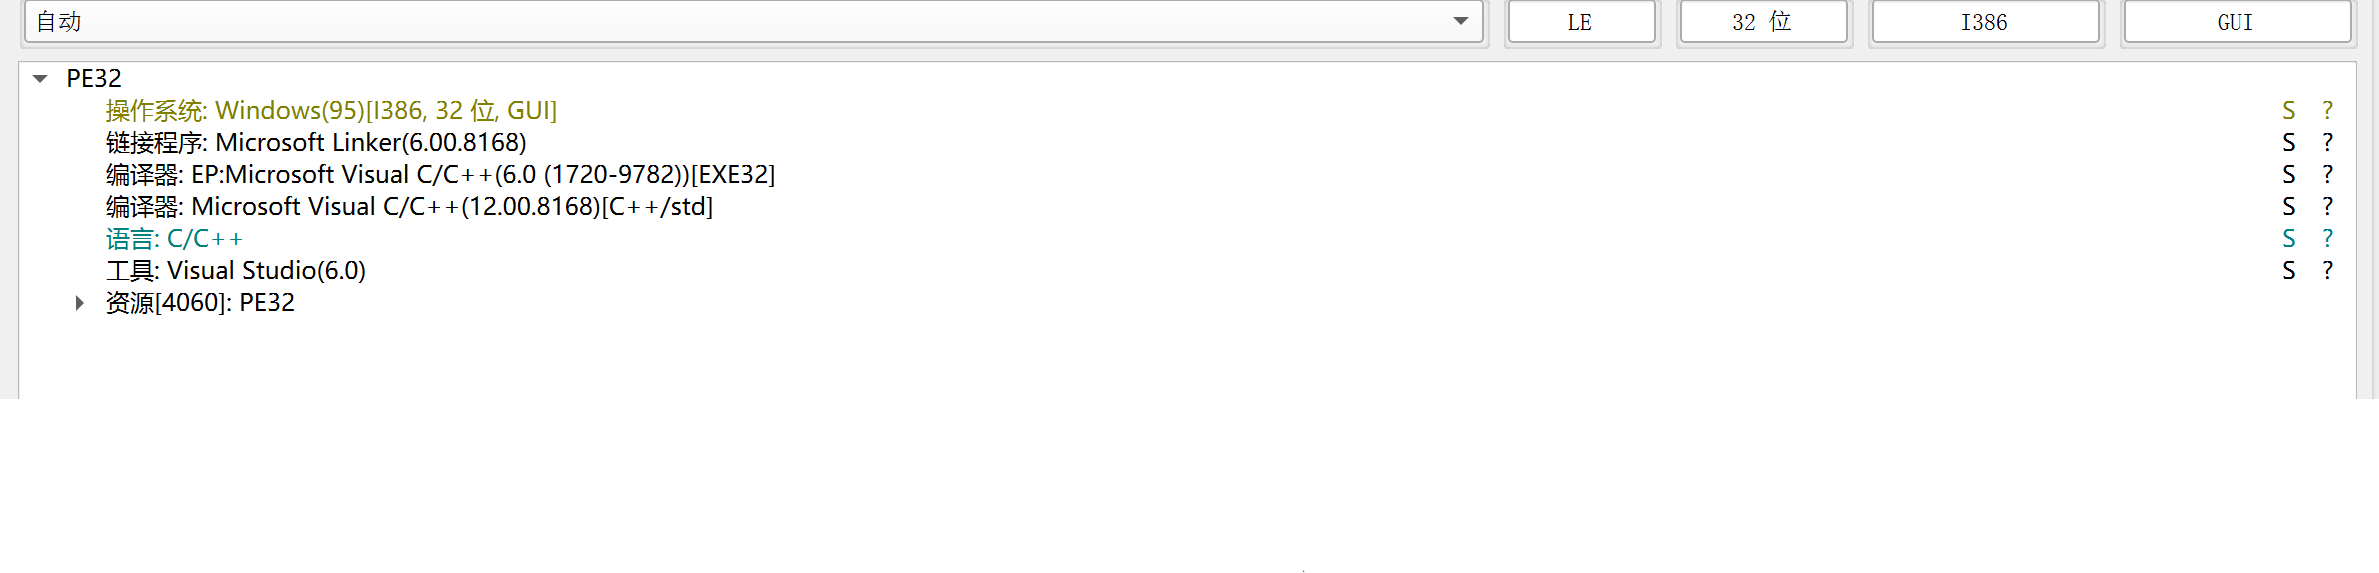 自动 LE 32 位 I386 GUI
PE32
操作系统: Windows(95)[I386, 32 位, GUI] S ?
链接程序: Microsoft Linker(6.00.8168) S ?
编译器: EP:Microsoft Visual C/C++(6.0 (1720-9782))[EXE32] S ?
编译器: Microsoft Visual C/C++(12.00.8168)[C++/std] S ?
语言: C/C++ S ?
工具: Visual Studio(6.0) S ?
资源[4060]: PE32